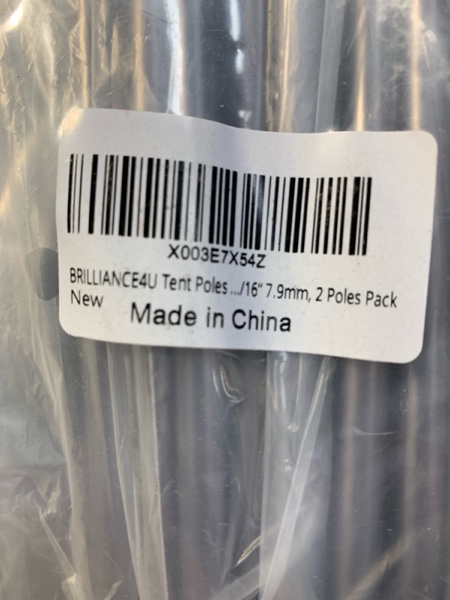 X003E7X54Z
BRILLIANCE4U Tent Poles .../16" 7.9mm, 2 Poles Pack
New
Made in China